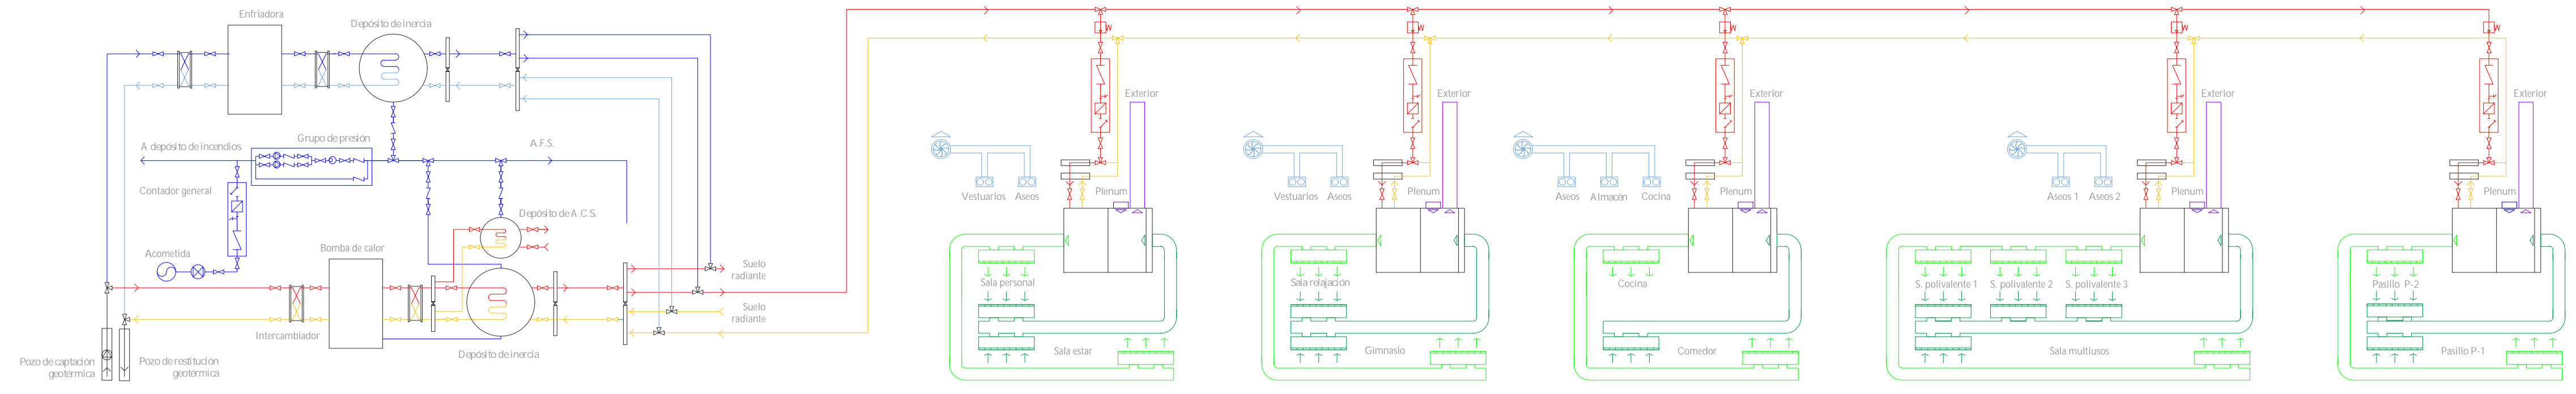 Enfriadora
Depósito de inercia
Grupo de presión
A depósito de incendios
A.F.S.
Contador general
Depósito de A.C.S.
Acometida
Bomba de calor
Suelo
radiante
Suelo
radiante
Intercambiador
Depósito de inercia
Pozo de captación
geotérmica
Pozo de restitución
geotérmica
Exterior
Vestuarios
Aseos
Plenum
Sala personal
Sala estar
Exterior
Vestuarios
Aseos
Plenum
Sala relajación
Gimnasio
Exterior
Aseos
Almacén
Cocina
Plenum
Cocina
Comedor
Exterior
Aseos 1
Aseos 2
Plenum
S. polivalente 1
S. polivalente 2
S. polivalente 3
Sala multiusos
Exterior
Plenum
Pasillo P-2
Pasillo P-1